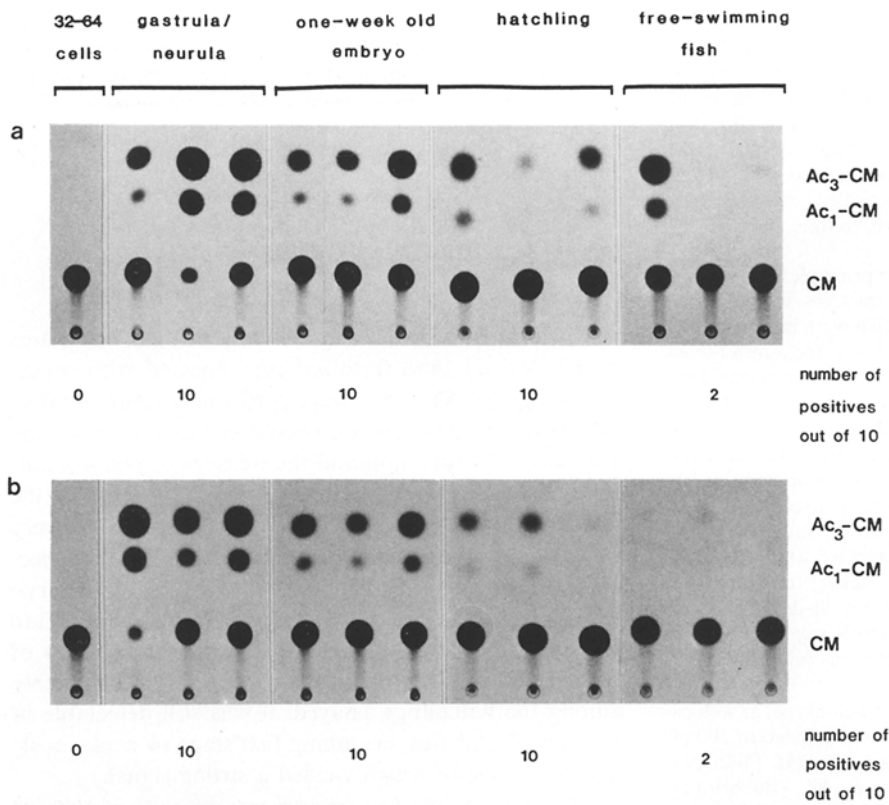 32-64 gastrula/ one-week old hatchling free-swimming
cells neurula embryo fish
a
Ac3-CM
Ac1-CM
CM
number of
0 10 10 10 2 positives
out of 10
b
Ac3-CM
Ac1-CM
CM
number of
0 10 10 10 2 positives
out of 10